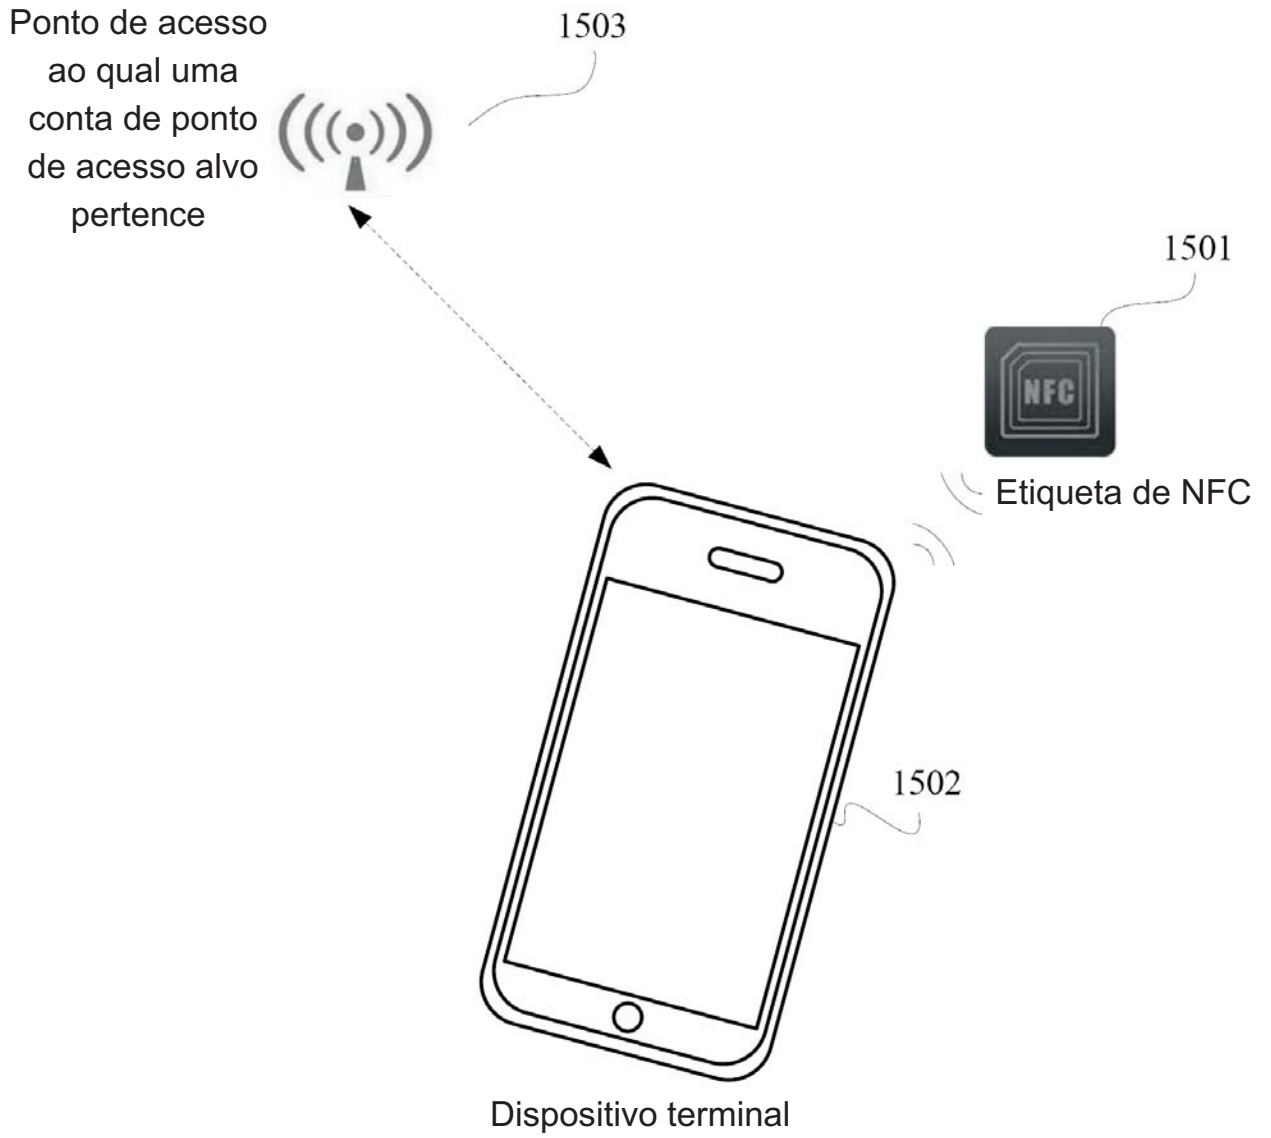 Ponto de acesso
ao qual uma
conta de ponto
de acesso alvo
pertence
1503
1501
NFC
Etiqueta de NFC
1502
Dispositivo terminal